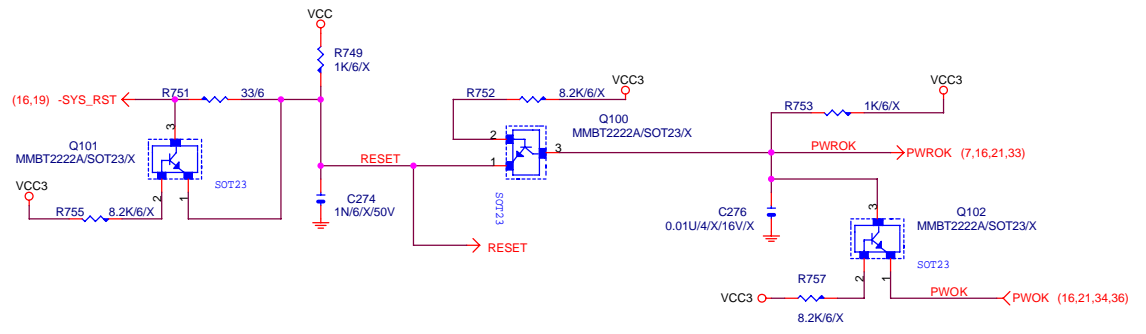 VCC
R749
1K/6/X
(16,19) -SYS_RST
R751
33/6
3
Q101
MMBT2222A/SOT23/X
SOT23
2
1
VCC3
R755
8.2K/6/X
RESET
C274
1N/6/X/50V
RESET
R752
8.2K/6/X
VCC3
Q100
MMBT2222A/SOT23/X
2
1
3
SOT23
VCC3
R753
1K/6/X
PWROK
PWROK (7,16,21,33)
C276
0.01U/4/X/16V/X
3
Q102
MMBT2222A/SOT23/X
SOT23
2
1
R757
VCC3
8.2K/6/X
PWOK
PWOK (16,21,34,36)